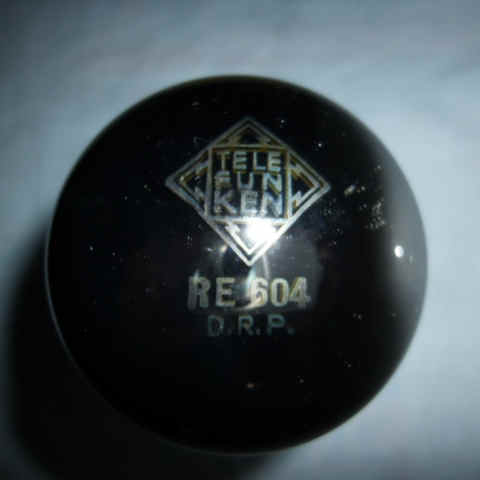 TELE
FUN
KEN
RE 604
D.R.P.